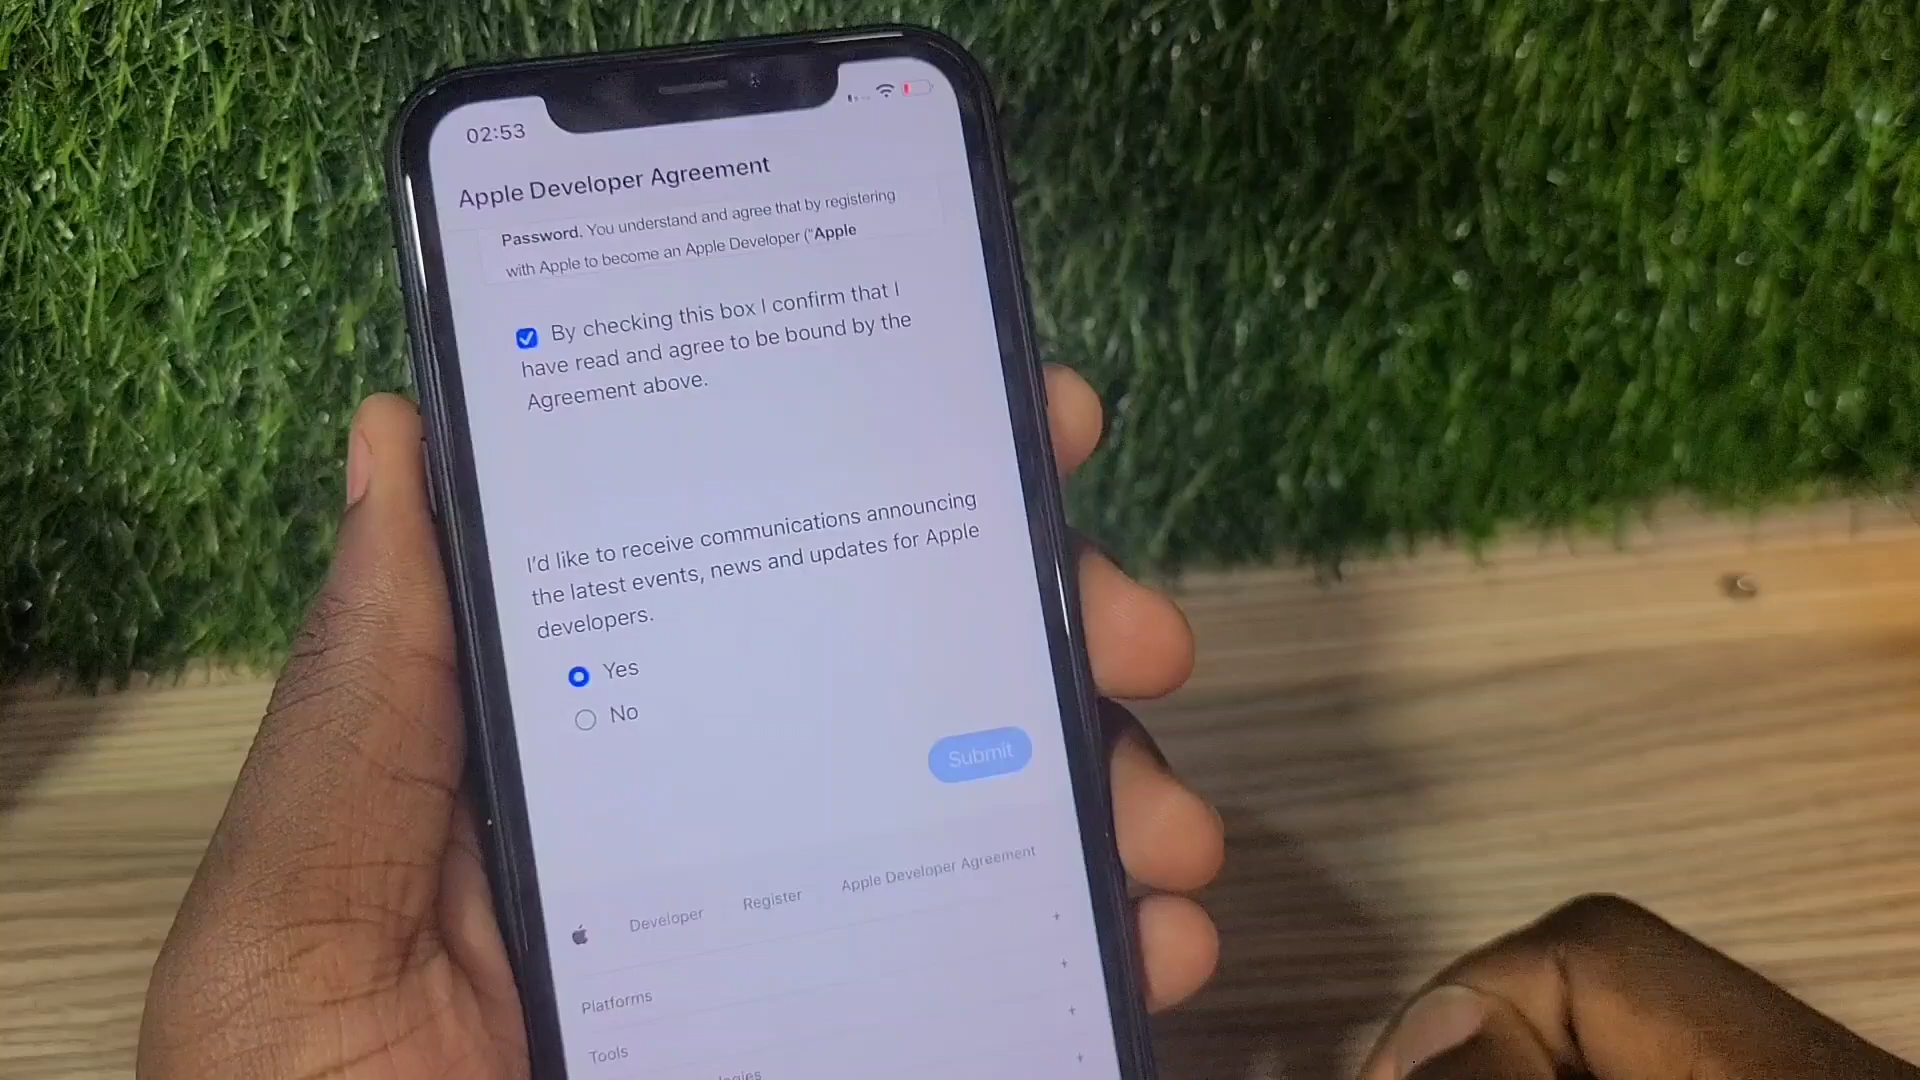 02:53
Apple Developer Agreement
Password. You understand and agree that by registering
with Apple to become an Apple Developer ("Apple
By checking this box I confirm that I
have read and agree to be bound by the
Agreement above.
I'd like to receive communications announcing
the latest events, news and updates for Apple
developers.
Yes
No
Submit
Developer Register Apple Developer Agreement
Platforms
Tools